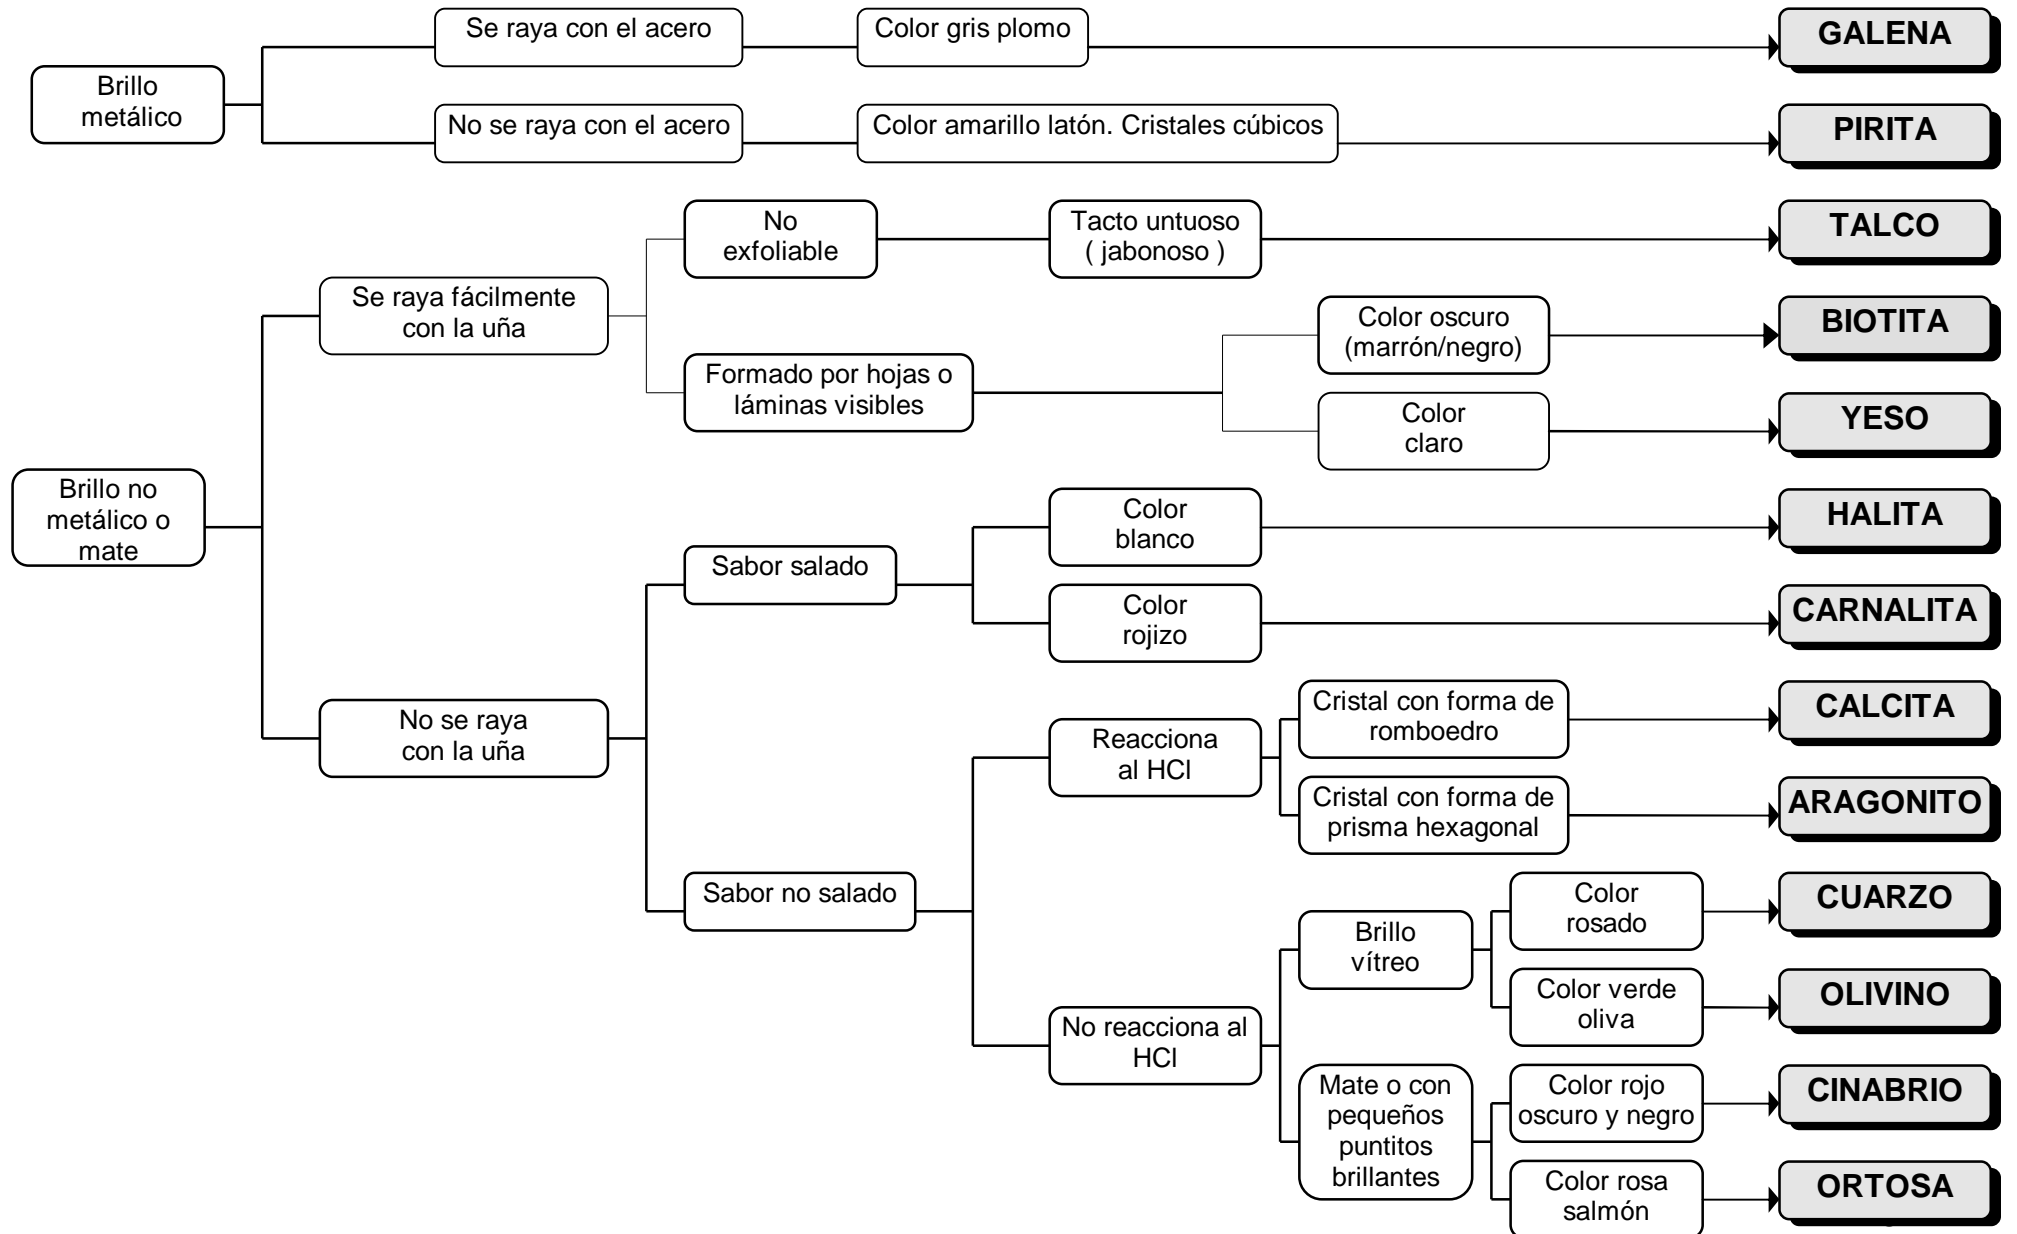 Brillo
metálico
Se raya con el acero
Color gris plomo
GALENA
No se raya con el acero
Color amarillo latón. Cristales cúbicos
PIRITA
Brillo no
metálico o
mate
Se raya fácilmente
con la uña
No
exfoliable
Tacto untuoso
( jabonoso )
TALCO
Formado por hojas o
láminas visibles
Color oscuro
(marrón/negro)
BIOTITA
Color
claro
YESO
No se raya
con la uña
Sabor salado
Color
blanco
HALITA
Color
rojizo
CARNALITA
Sabor no salado
Reacciona
al HCl
Cristal con forma de
romboedro
CALCITA
Cristal con forma de
prisma hexagonal
ARAGONITO
No reacciona al
HCl
Brillo
vítreo
Color
rosado
CUARZO
Color verde
oliva
OLIVINO
Mate o con
pequeños
puntitos
brillantes
Color rojo
oscuro y negro
CINABRIO
Color rosa
salmón
ORTOSA